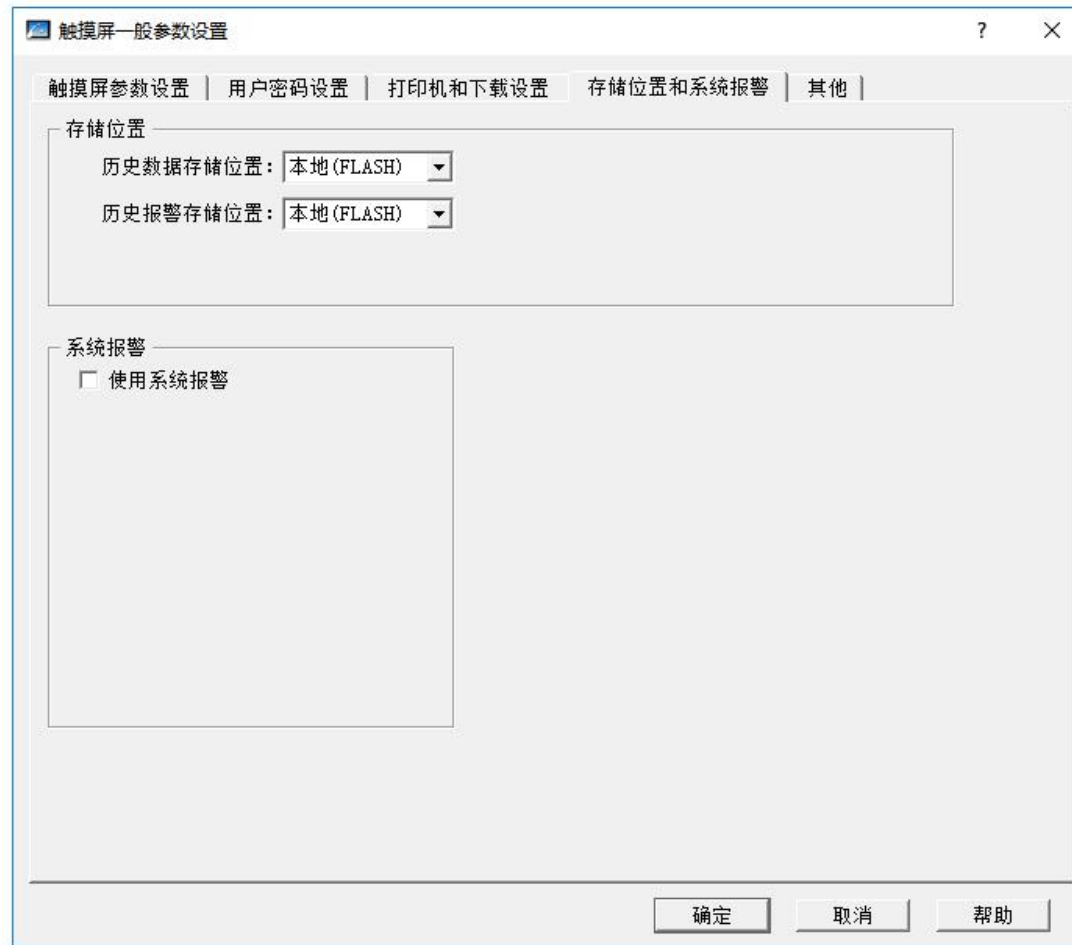 触摸屏一般参数设置
触摸屏参数设置 用户密码设置 打印机和下载设置 存储位置和系统报警 其他
存储位置
历史数据存储位置: 本地(FLASH)
历史报警存储位置: 本地(FLASH)
系统报警
使用系统报警
确定 取消 帮助